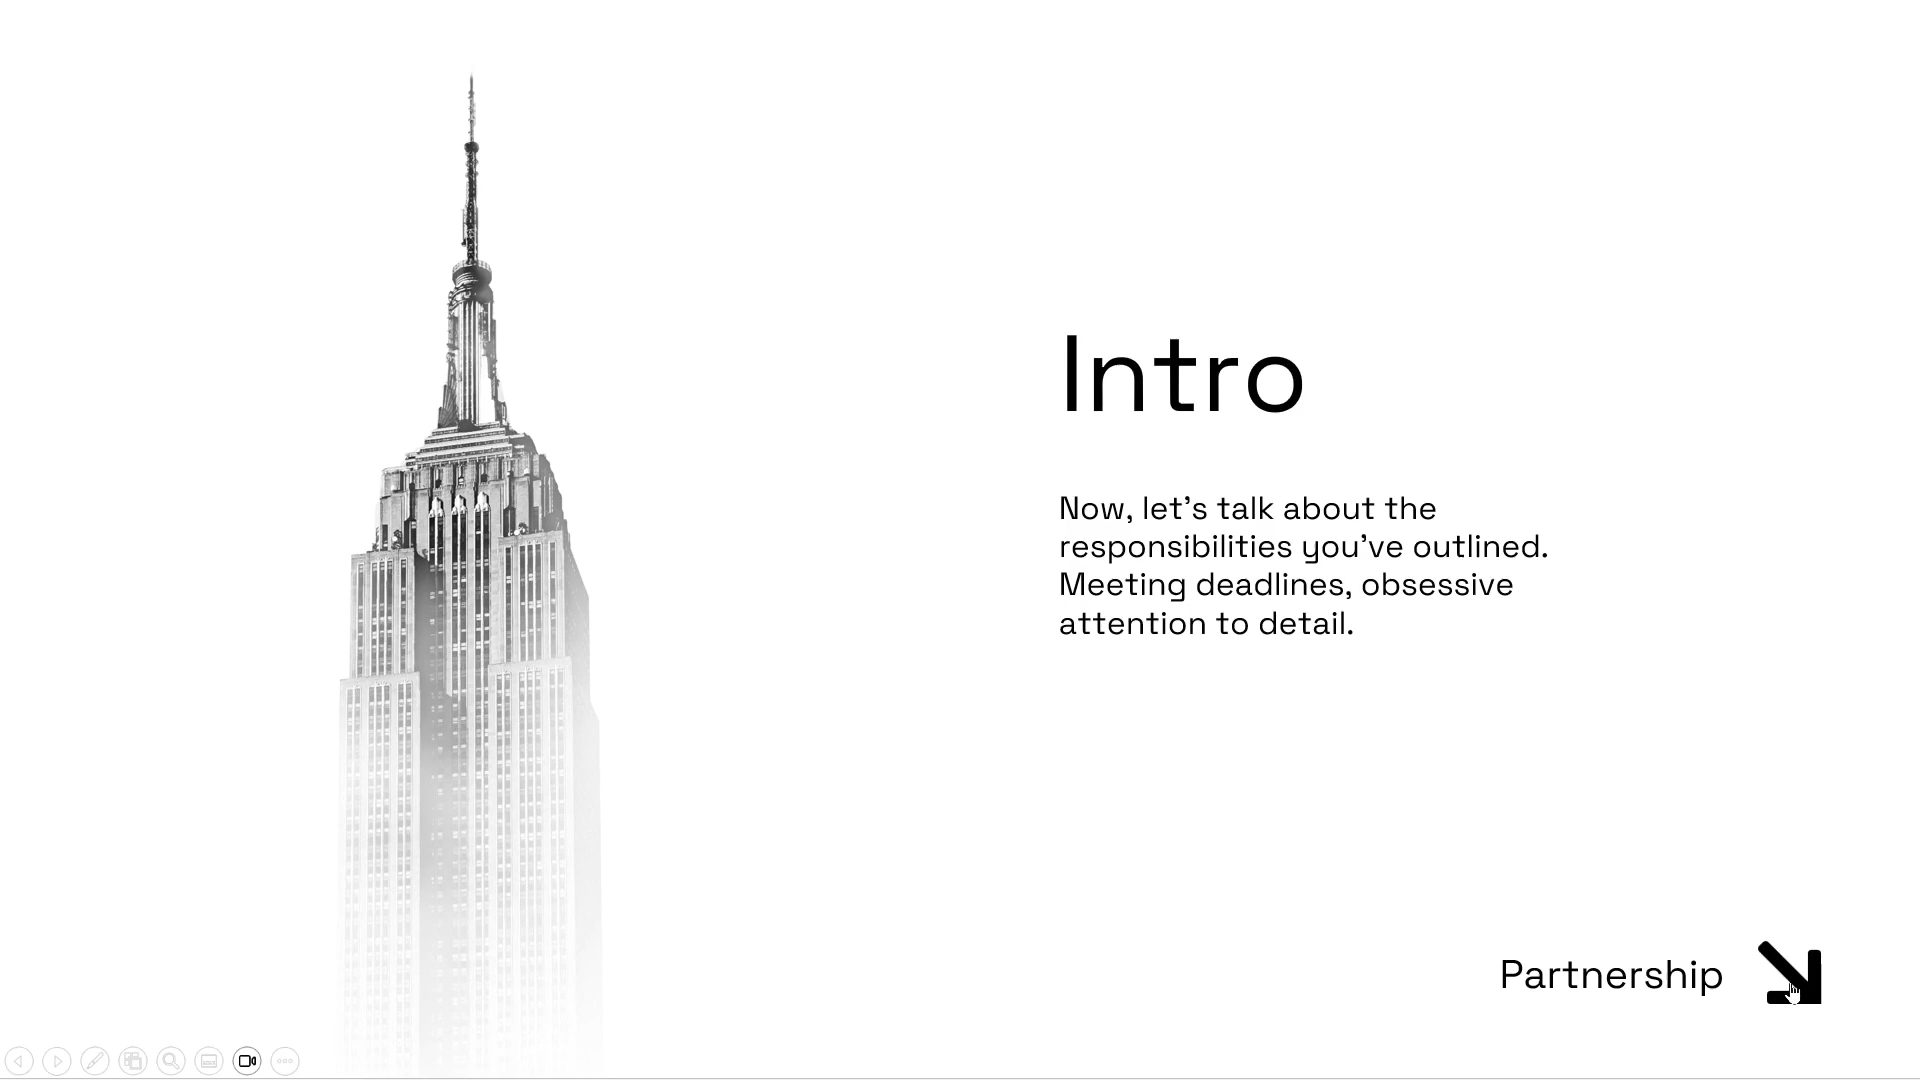 Intro
Now, let's talk about the
responsibilities you've outlined.
Meeting deadlines, obsessive
attention to detail.
Partnership